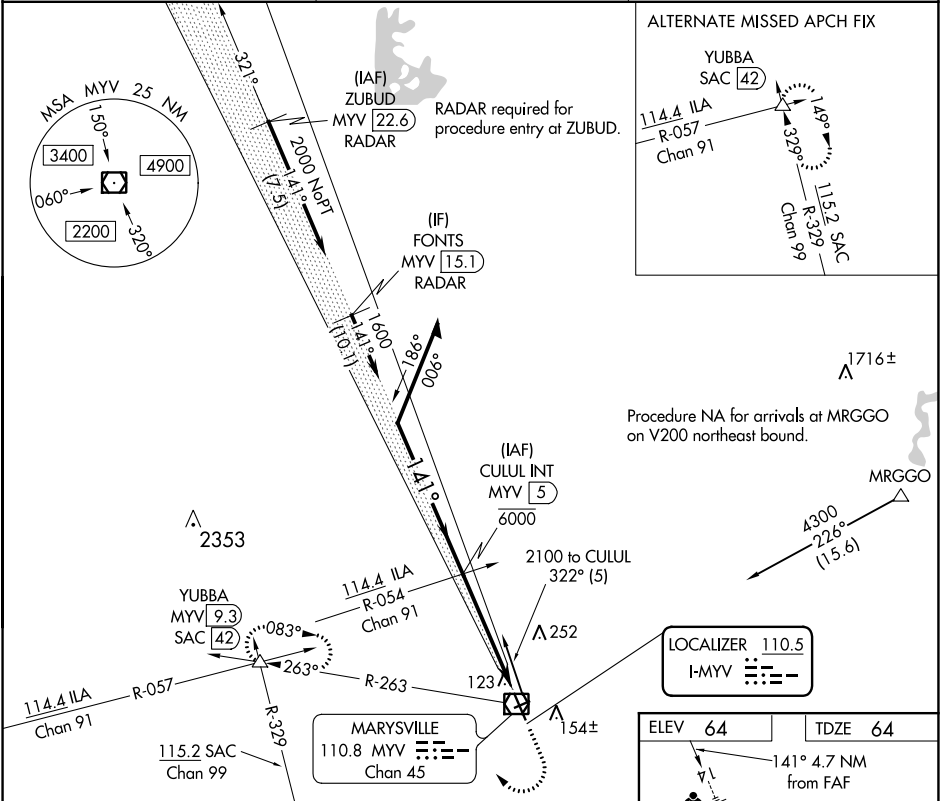 ALTERNATE MISSED APCH FIX
YUBBA
SAC 42
114.4 ILA
R-057
Chan 91
149°
329°
115.2 SAC
R-329
Chan 99
MSA MYV 25 NM
150°
3400
4900
060°
2200
320°
321°
(IAF)
ZUBUD
MYV 22.6
RADAR
RADAR required for
procedure entry at ZUBUD.
2000 NoPT
141°
(7.5)
(IF)
FONTS
MYV 15.1
RADAR
1600
141°
(10.1)
186°
006°
1716±
Procedure NA for arrivals at MRGGO
on V200 northeast bound.
MRGGO
4300
226°
(15.6)
141°
(IAF)
CULUL INT
MYV 5
6000
2353
2100 to CULUL
322° (5)
114.4 ILA
R-054
Chan 91
YUBBA
MYV 9.3
SAC 42
083°
263°
R-263
252
123
154±
LOCALIZER 110.5
I-MYV
114.4 ILA
Chan 91
R-057
R-329
115.2 SAC
Chan 99
MARYSVILLE
110.8 MYV
Chan 45
ELEV 64
TDZE 64
141° 4.7 NM
from FAF
14